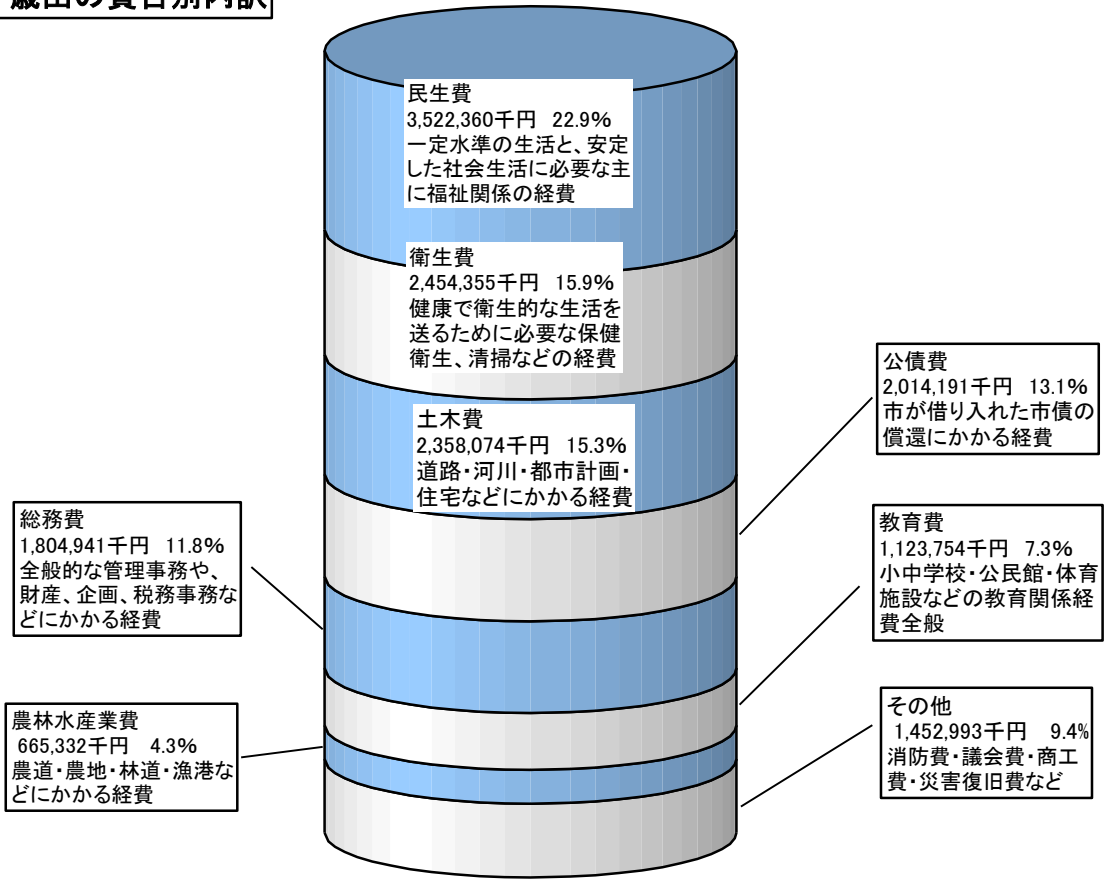 歳出の費目別内訳
民生費
3,522,360千円 22.9%
一定水準の生活と、安定
した社会生活に必要な主
に福祉関係の経費
衛生費
2,454,355千円 15.9%
健康で衛生的な生活を
送るために必要な保健
衛生、清掃などの経費
土木費
2,358,074千円 15.3%
道路・河川・都市計画・
住宅などにかかる経費
公債費
2,014,191千円 13.1%
市が借り入れた市債の
償還にかかる経費
総務費
1,804,941千円 11.8%
全般的な管理事務や、
財産、企画、税務事務な
どにかかる経費
教育費
1,123,754千円 7.3%
小中学校・公民館・体育
施設などの教育関係経
費全般
農林水産業費
665,332千円 4.3%
農道・農地・林道・漁港な
どにかかる経費
その他
1,452,993千円 9.4%
消防費・議会費・商工
費・災害復旧費など